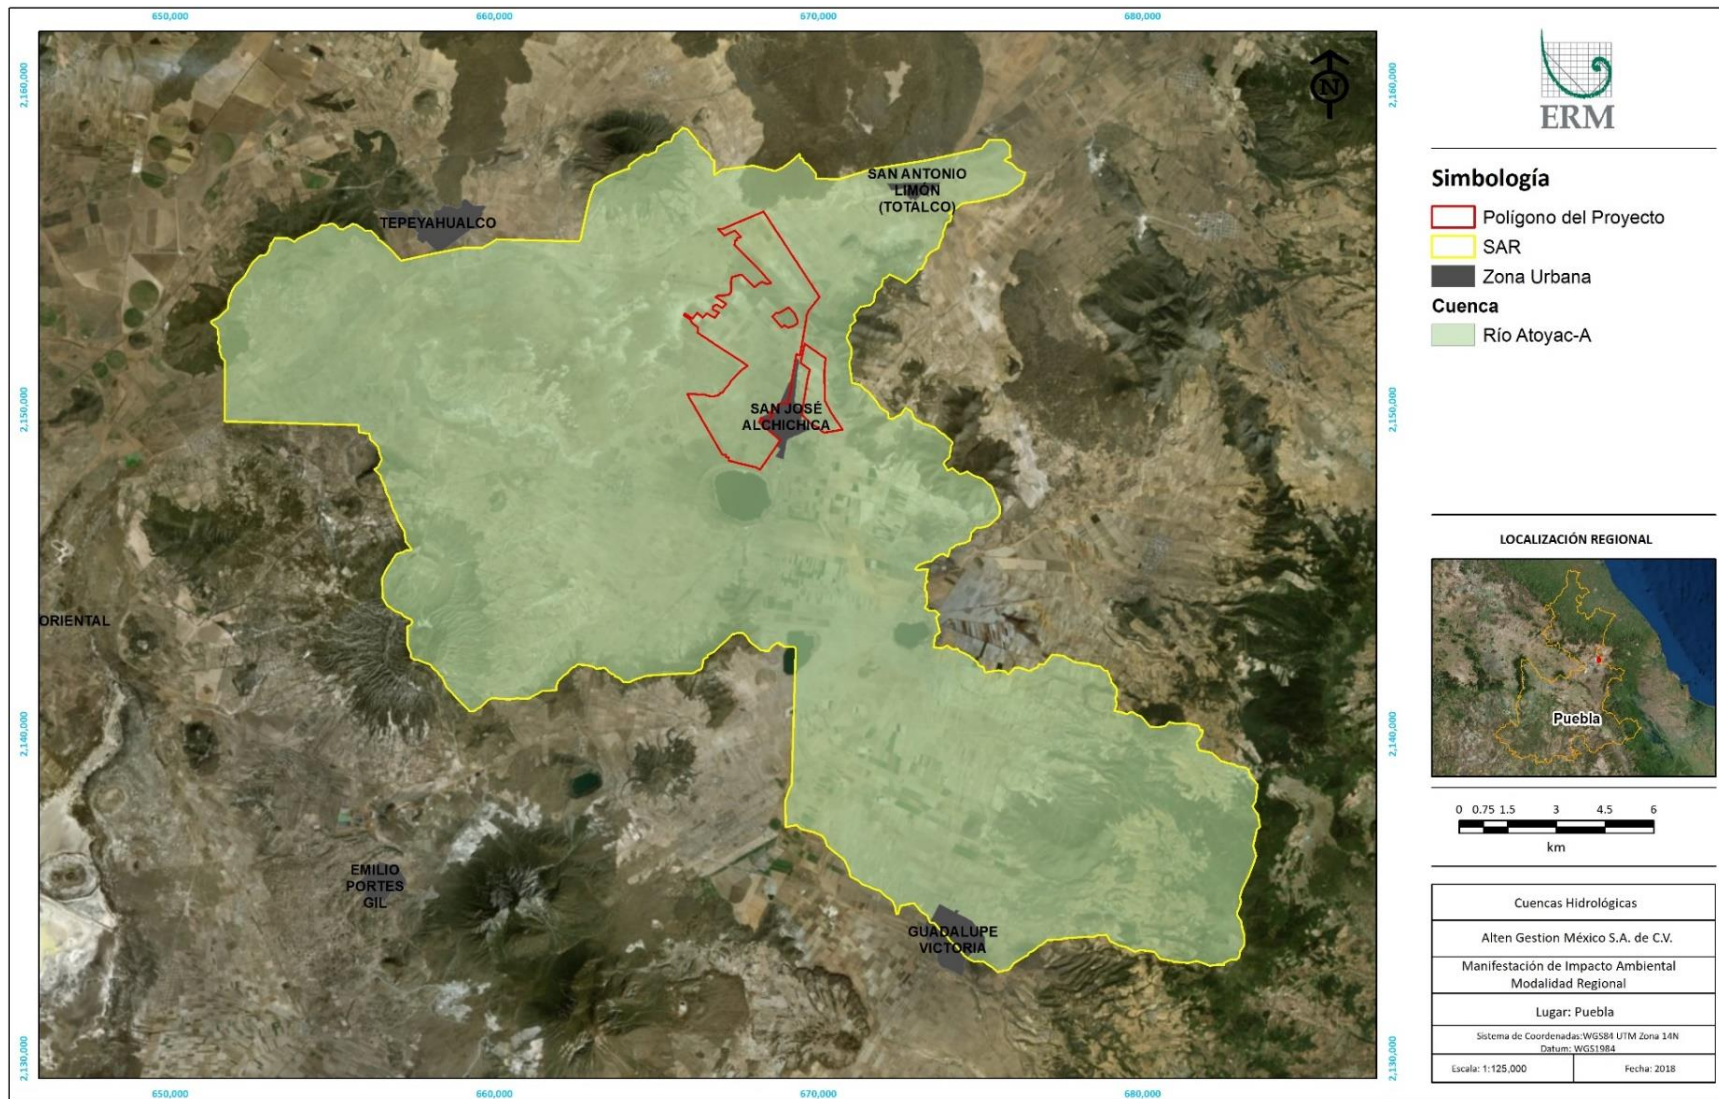 650,000
660,000
670,000
680,000
2,160,000
2,160,000
N
SAN ANTONIO
LIMÓN
(TOTALCO)
TEPEYAHUALCO
2,150,000
2,150,000
SAN JOSÉ
ALCHICHICA
ORIENTAL
2,140,000
2,140,000
EMILIO
PORTES
GIL
GUADALUPE
VICTORIA
2,130,000
2,130,000
650,000
660,000
670,000
680,000
ERM
Simbología
Polígono del Proyecto
SAR
Zona Urbana
Cuenca
Río Atoyac-A
LOCALIZACIÓN REGIONAL
Puebla
0 0.75 1.5 3 4.5 6
km
Cuencas Hidrológicas
Alten Gestion México S.A. de C.V.
Manifestación de Impacto Ambiental
Modalidad Regional
Lugar: Puebla
Sistema de Coordenadas:WGS84 UTM Zona 14N
Datum: WGS1984
Escala: 1:125,000
Fecha: 2018